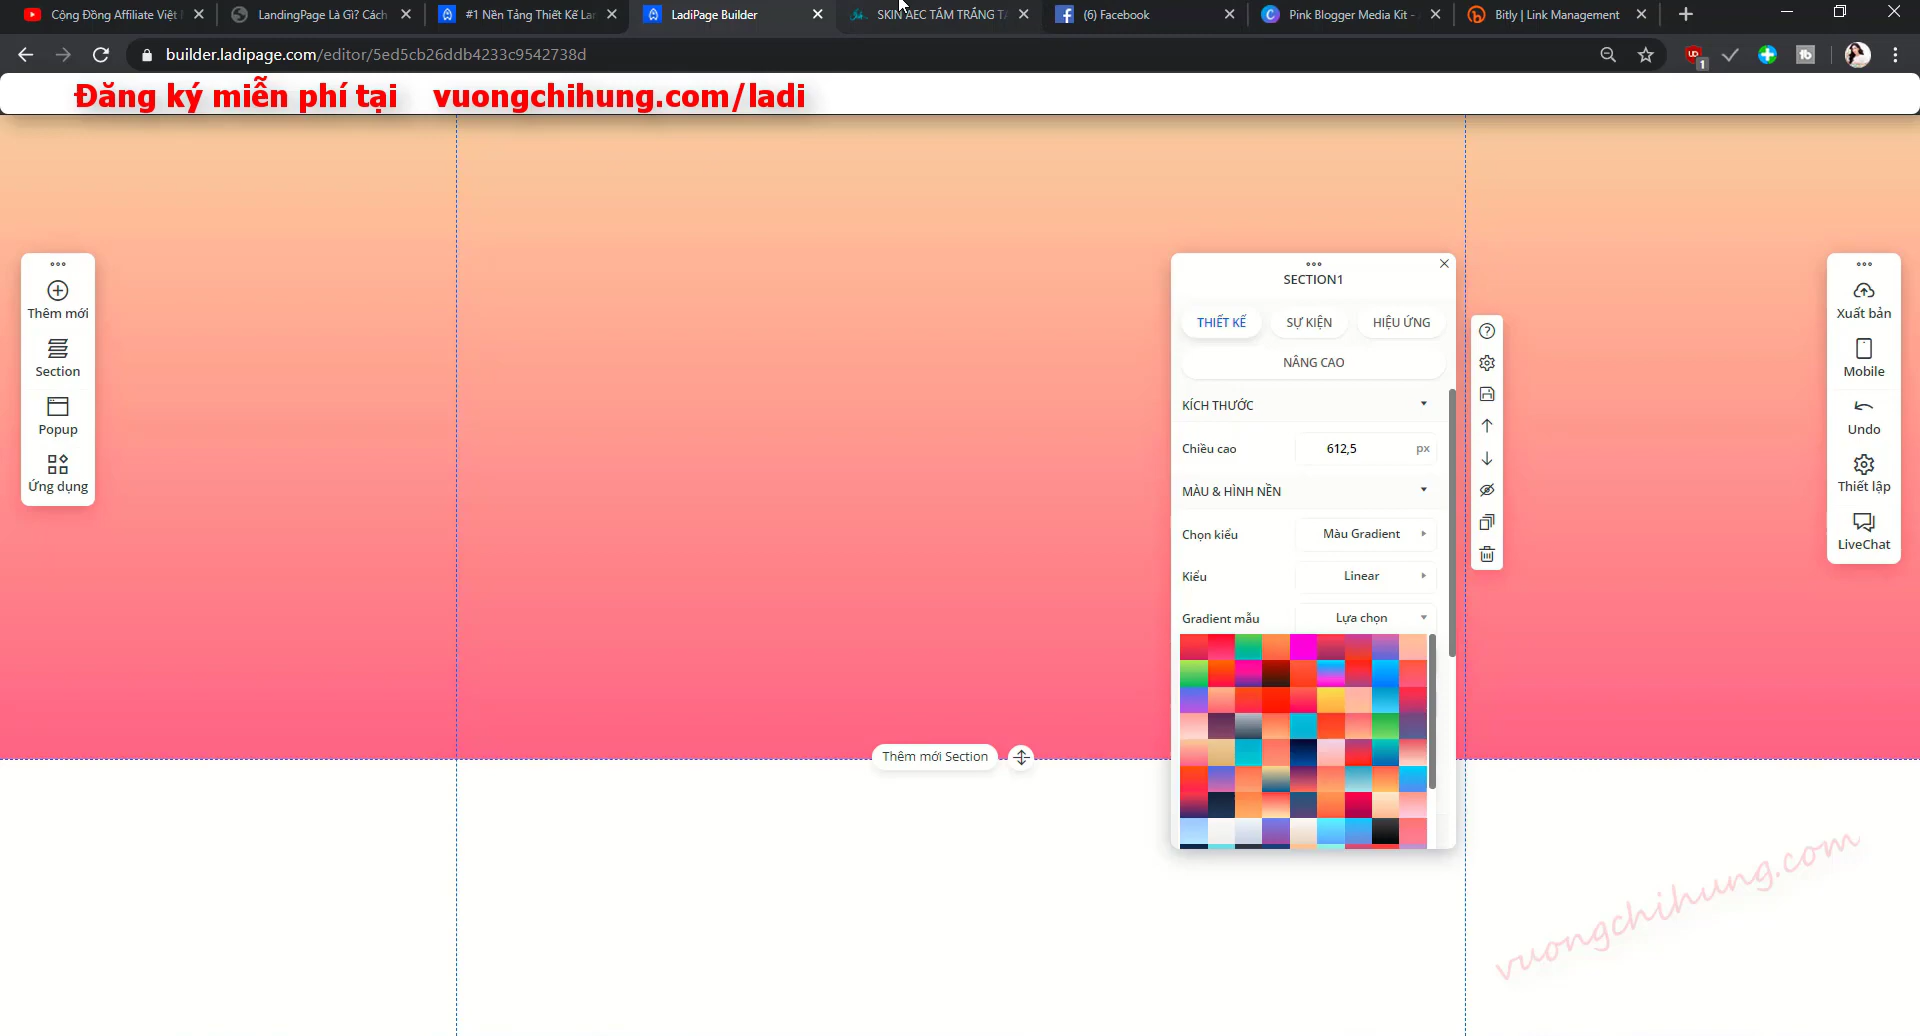 Cộng Đồng Affiliate Việt
LandingPage Là Gì? Cách
#1 Nền Tảng Thiết Kế Lan
LadiPage Builder
SKIN AEC TẮM TRẮNG T
(6) Facebook
Pink Blogger Media Kit -
Bitly | Link Management
builder.ladipage.com/editor/5ed5cb26ddb4233c9542738d
1
Đăng ký miễn phí tại vuongchihung.com/ladi
Thêm mới
Section
Popup
Ứng dụng
SECTION1
THIẾT KẾ
SỰ KIỆN
HIỆU ỨNG
NÂNG CAO
KÍCH THƯỚC
Chiều cao 612,5 px
MÀU & HÌNH NỀN
Chọn kiểu Màu Gradient
Kiểu Linear
Gradient mẫu Lựa chọn
Xuất bản
Mobile
Undo
Thiết lập
LiveChat
Thêm mới Section
vuongchihung.com